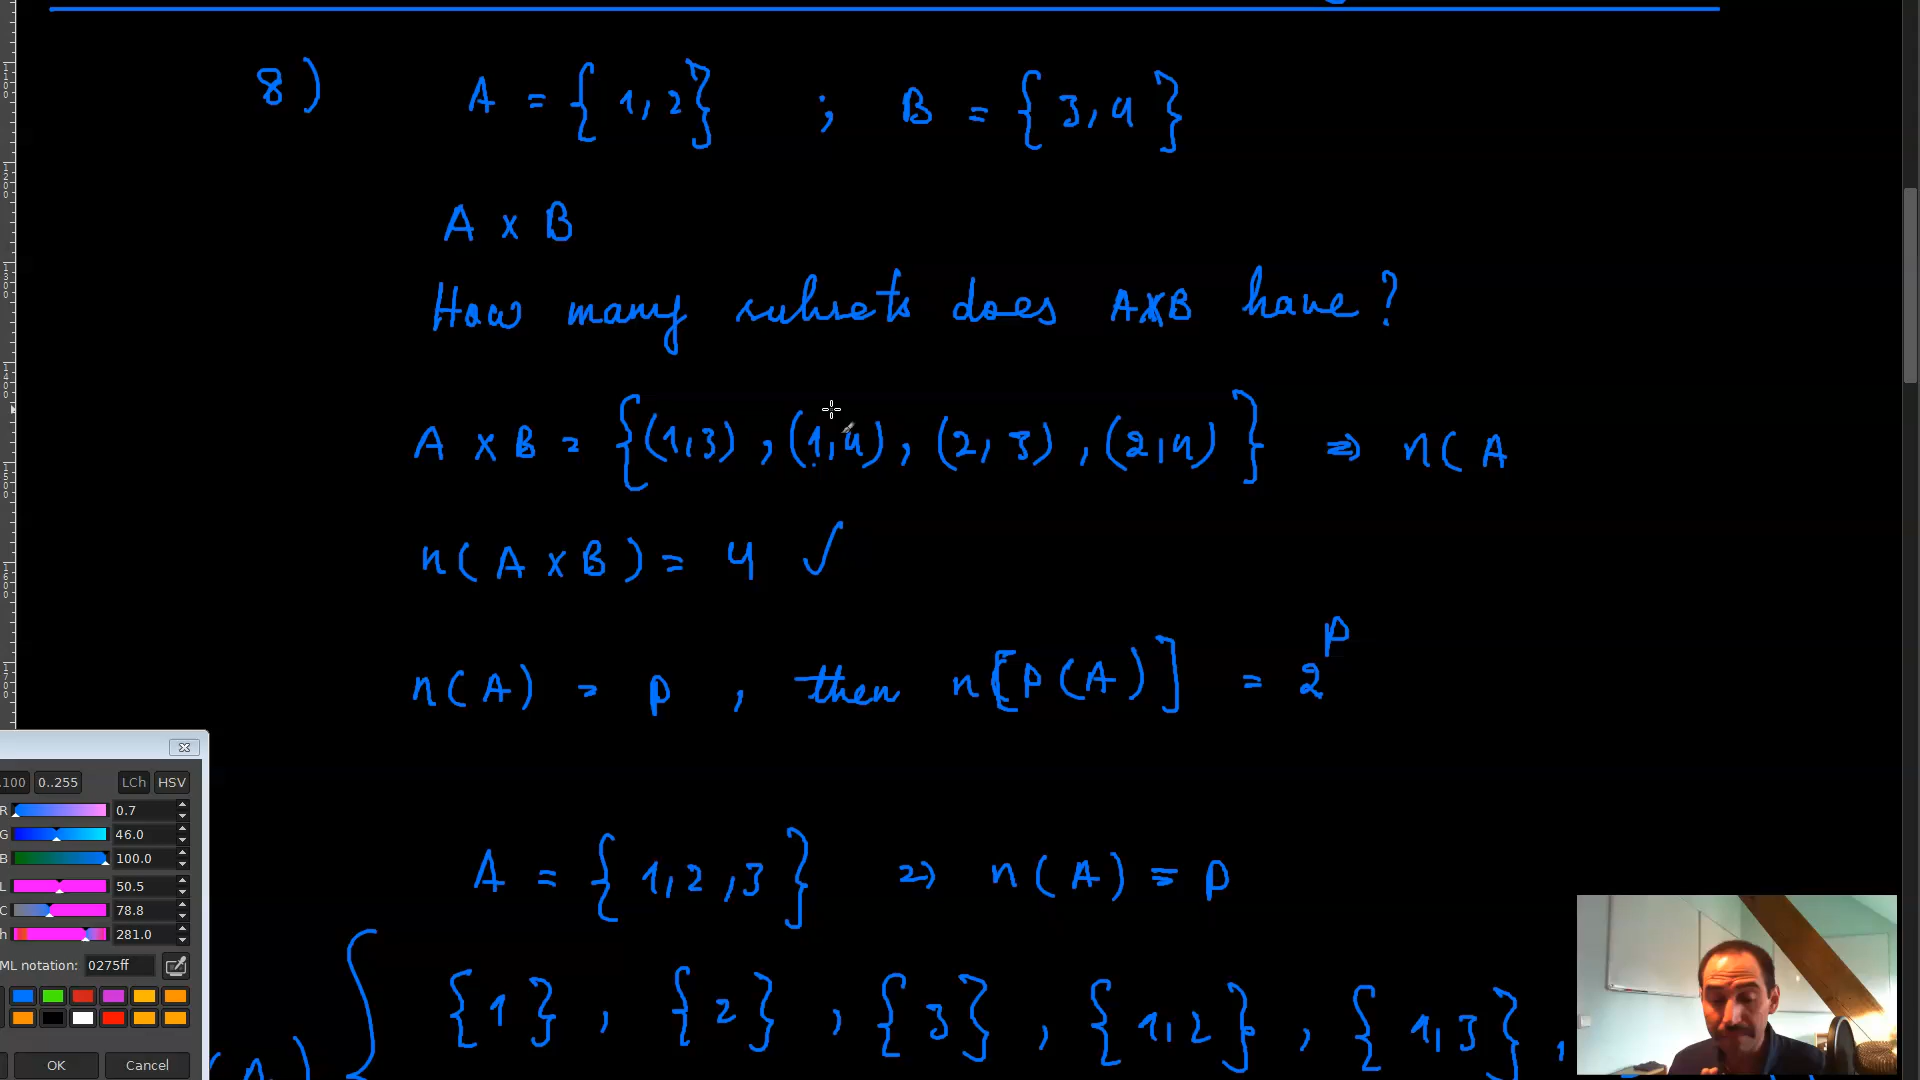 8) A = {1,2} ; B = {3,4}
A x B
How many subsets does AxB have?
A x B = {(1,3), (1,4), (2,3), (2,4)} => n(A
n(A x B) = 4 ✓
n(A) = p , then n[P(A)] = 2^p
A = {1,2,3} => n(A) = p
{ {1} , {2} , {3} , {1,2} , {1,3} ,
100 0..255 LCh HSV
R 0.7
G 46.0
B 100.0
L 50.5
C 78.8
h 281.0
ML notation: 0275ff
OK Cancel